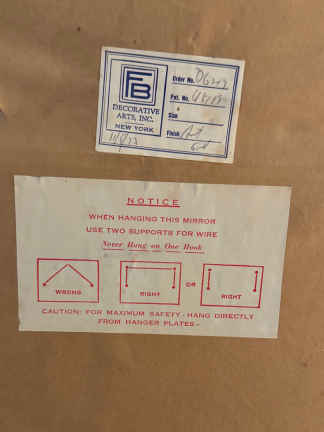 FB
DECORATIVE
ARTS, INC.
NEW YORK
Order No.
Pat. No.
Size
Finish
NOTICE
WHEN HANGING THIS MIRROR
USE TWO SUPPORTS FOR WIRE
Never Hang on One Hook
WRONG
RIGHT
OR
RIGHT
CAUTION: FOR MAXIMUM SAFETY - HANG DIRECTLY
FROM HANGER PLATES -